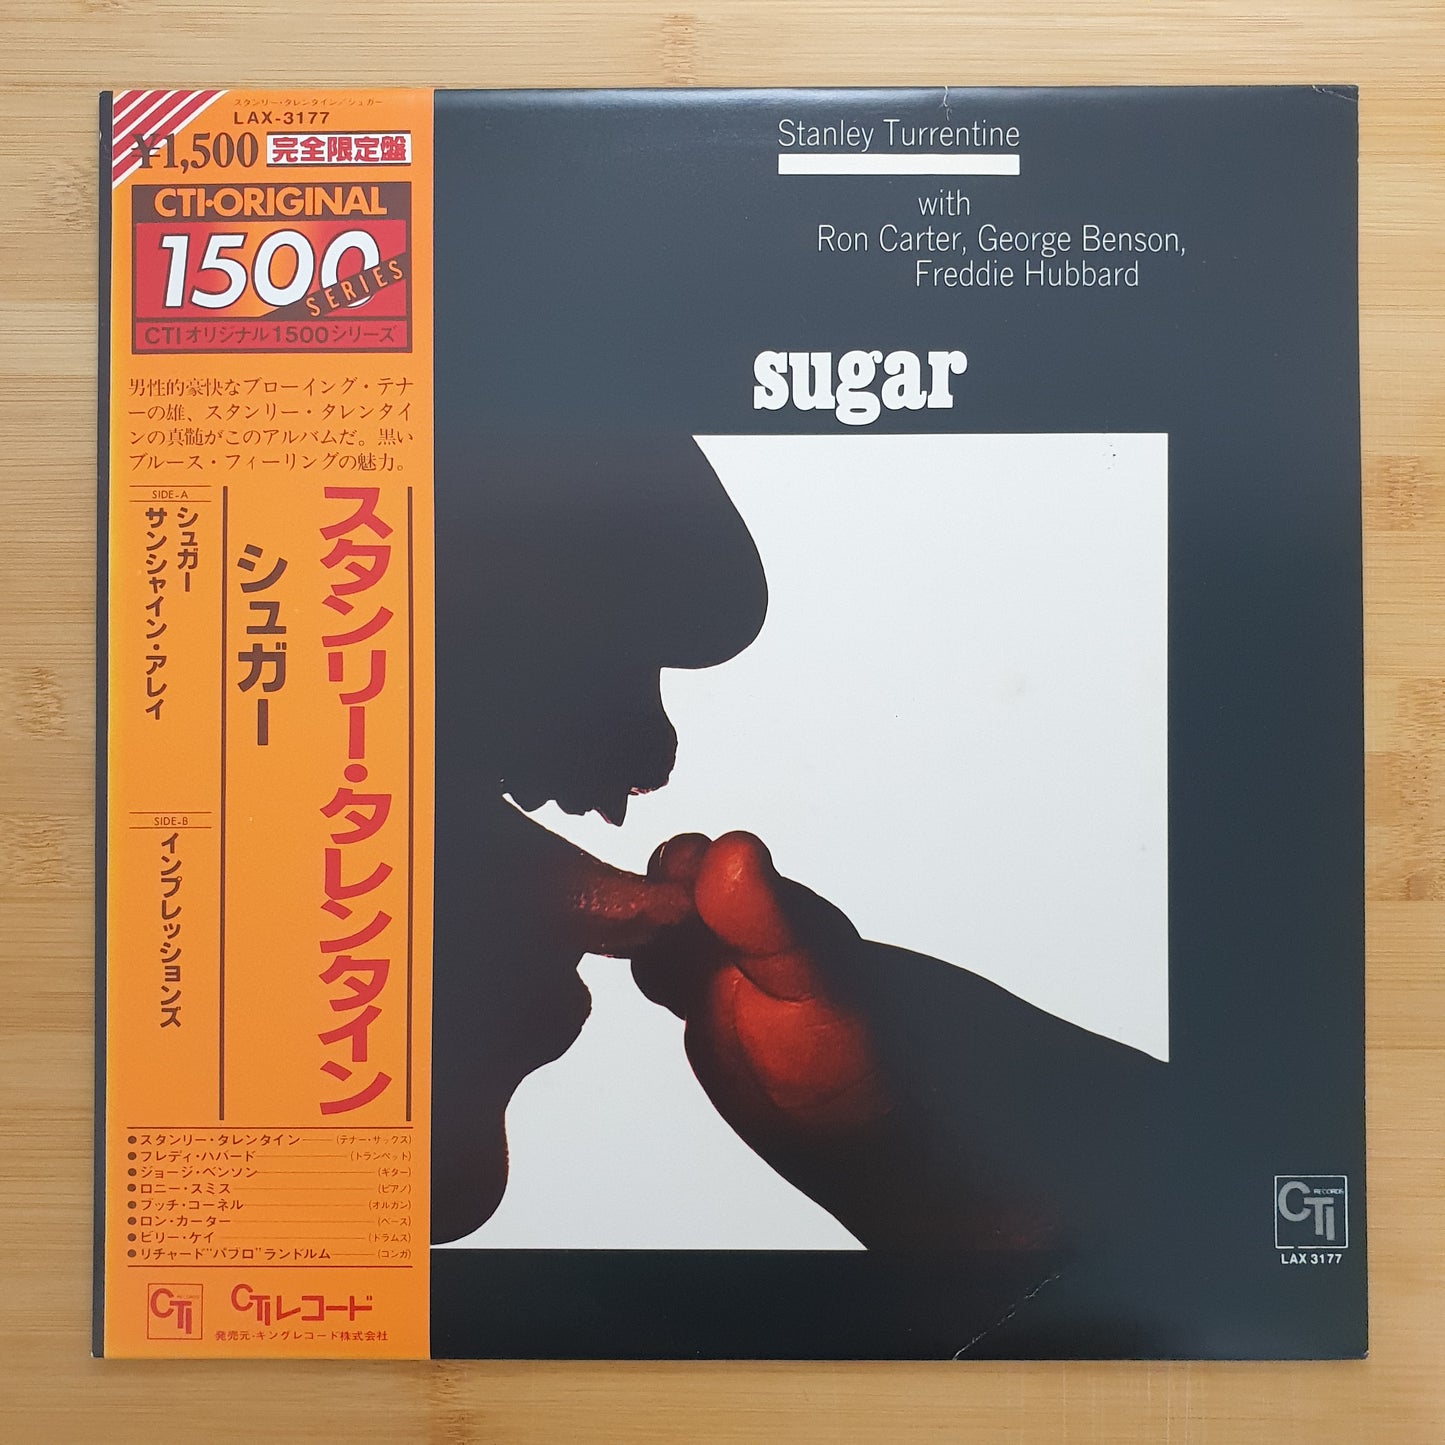 スタンリー・タレンタイン/シュガー
LAX-3177
¥1,500 完全限定盤
CTI・ORIGINAL
1500
SERIES
CTIオリジナル1500シリーズ
男性的豪快なブローイング・テナ
ーの雄、スタンリー・タレンタイ
ンの真髄がこのアルバムだ。黒い
ブルース・フィーリングの魅力。
スタンリー・タレンタイン
シュガー
SIDE-A
シュガー
サンシャイン・アレイ
SIDE-B
インプレッションズ
●スタンリー・タレンタイン──(テナー・サックス)
●フレディ・ハバード──(トランペット)
●ジョージ・ベンソン──(ギター)
●ロニー・スミス──(ピアノ)
●ブッチ・コーネル──(オルガン)
●ロン・カーター──(ベース)
●ビリー・ケイ──(ドラムス)
●リチャード"パブロ"ランドルム──(コンガ)
CTI RECORDS
CTIレコード
発売元・キングレコード株式会社
Stanley Turrentine
with
Ron Carter, George Benson,
Freddie Hubbard
sugar
CTI RECORDS
LAX 3177